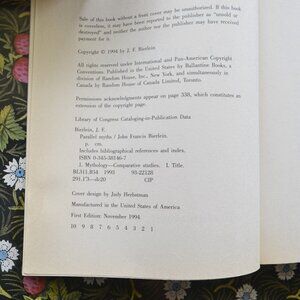 Sale of this book without a front cover may be unauthorized. If this book
is coverless, it may have been reported to the publisher as "unsold or
destroyed" and neither the author nor the publisher may have received
payment for it.
Copyright © 1994 by J. F. Bierlein
All rights reserved under International and Pan-American Copyright
Conventions. Published in the United States by Ballantine Books, a
division of Random House, Inc., New York, and simultaneously in
Canada by Random House of Canada Limited, Toronto.
Permissions acknowledgments appear on page 338, which constitutes an
extension of the copyright page.
Library of Congress Cataloging-in-Publication Data
Bierlein, J. F.
Parallel myths / John Francis Bierlein.
p. cm.
Includes bibliographical references and index.
ISBN 0-345-38146-7
1. Mythology—Comparative studies. I. Title.
BL311.B54 1993 93-22128
291.1'3—dc20 CIP
Cover design by Judy Herbstman
Manufactured in the United States of America
First Edition: November 1994
10 9 8 7 6 5 4 3 2 1